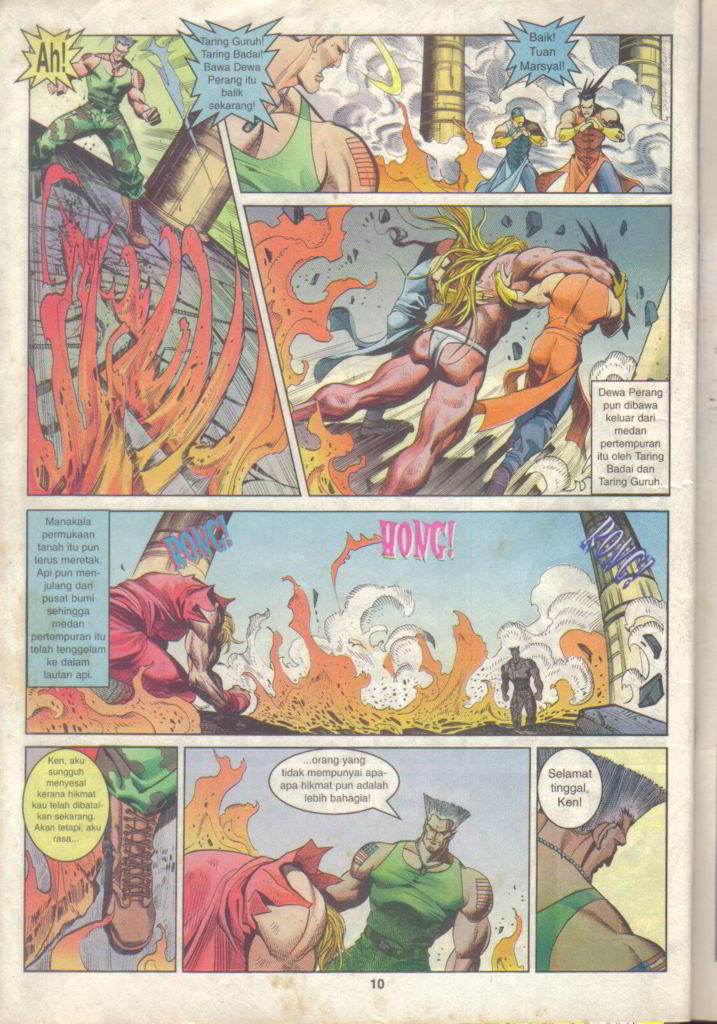 Ah!
Taring Guruh!
Taring Badai!
Bawa Dewa
Perang itu
balik
sekarang!
Baik!
Tuan
Marsyal!
Dewa Perang
pun dibawa
keluar dari
medan
pertempuran
itu oleh Taring
Badai dan
Taring Guruh.
Manakala
permukaan
tanah itu pun
terus meretak.
Api pun men-
julang dari
pusat bumi
sehingga
medan
pertempuran itu
telah tenggelam
ke dalam
lautan api.
HONG!
HONG!
HONG!
Ken, aku
sungguh
menyesal
kerana hikmat
kau telah dibatal-
kan sekarang.
Akan tetapi, aku
rasa...
...orang yang
tidak mempunyai apa-
apa hikmat pun adalah
lebih bahagia!
Selamat
tinggal,
Ken!
10